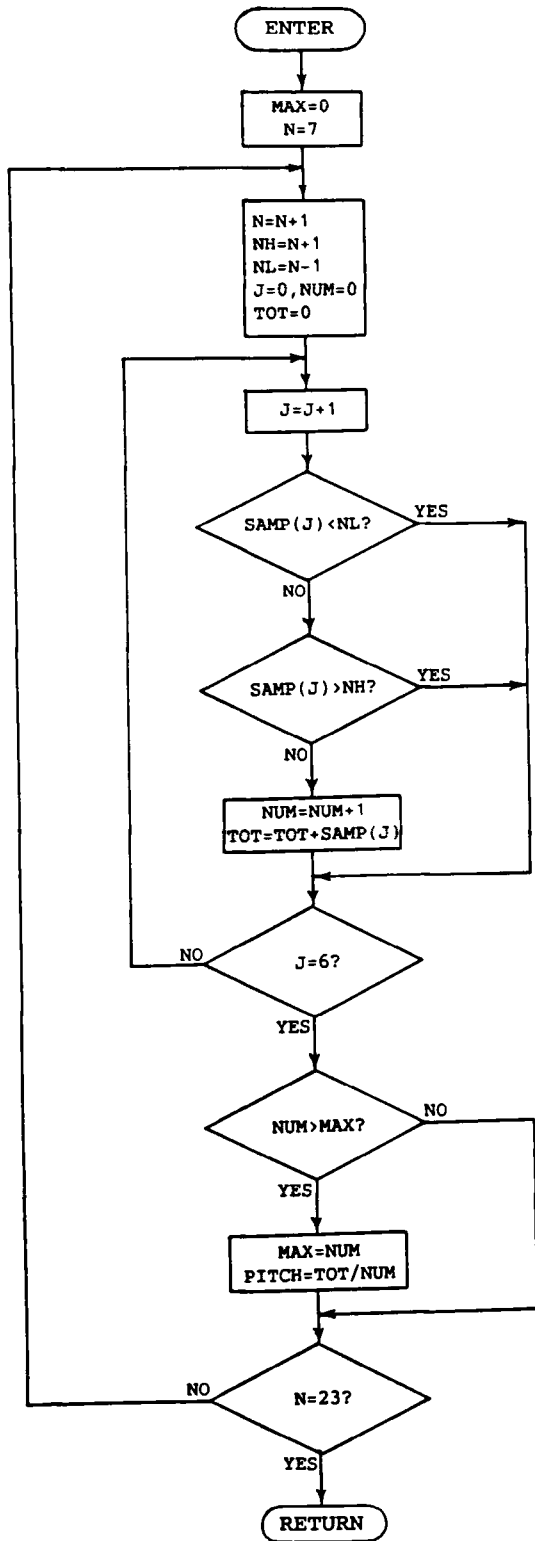 ENTER
MAX=0
N=7
N=N+1
NH=N+1
NL=N-1
J=0,NUM=0
TOT=0
J=J+1
SAMP(J)<NL?
YES
NO
SAMP(J)>NH?
YES
NO
NUM=NUM+1
TOT=TOT+SAMP(J)
J=6?
NO
YES
NUM>MAX?
NO
YES
MAX=NUM
PITCH=TOT/NUM
N=23?
NO
YES
RETURN